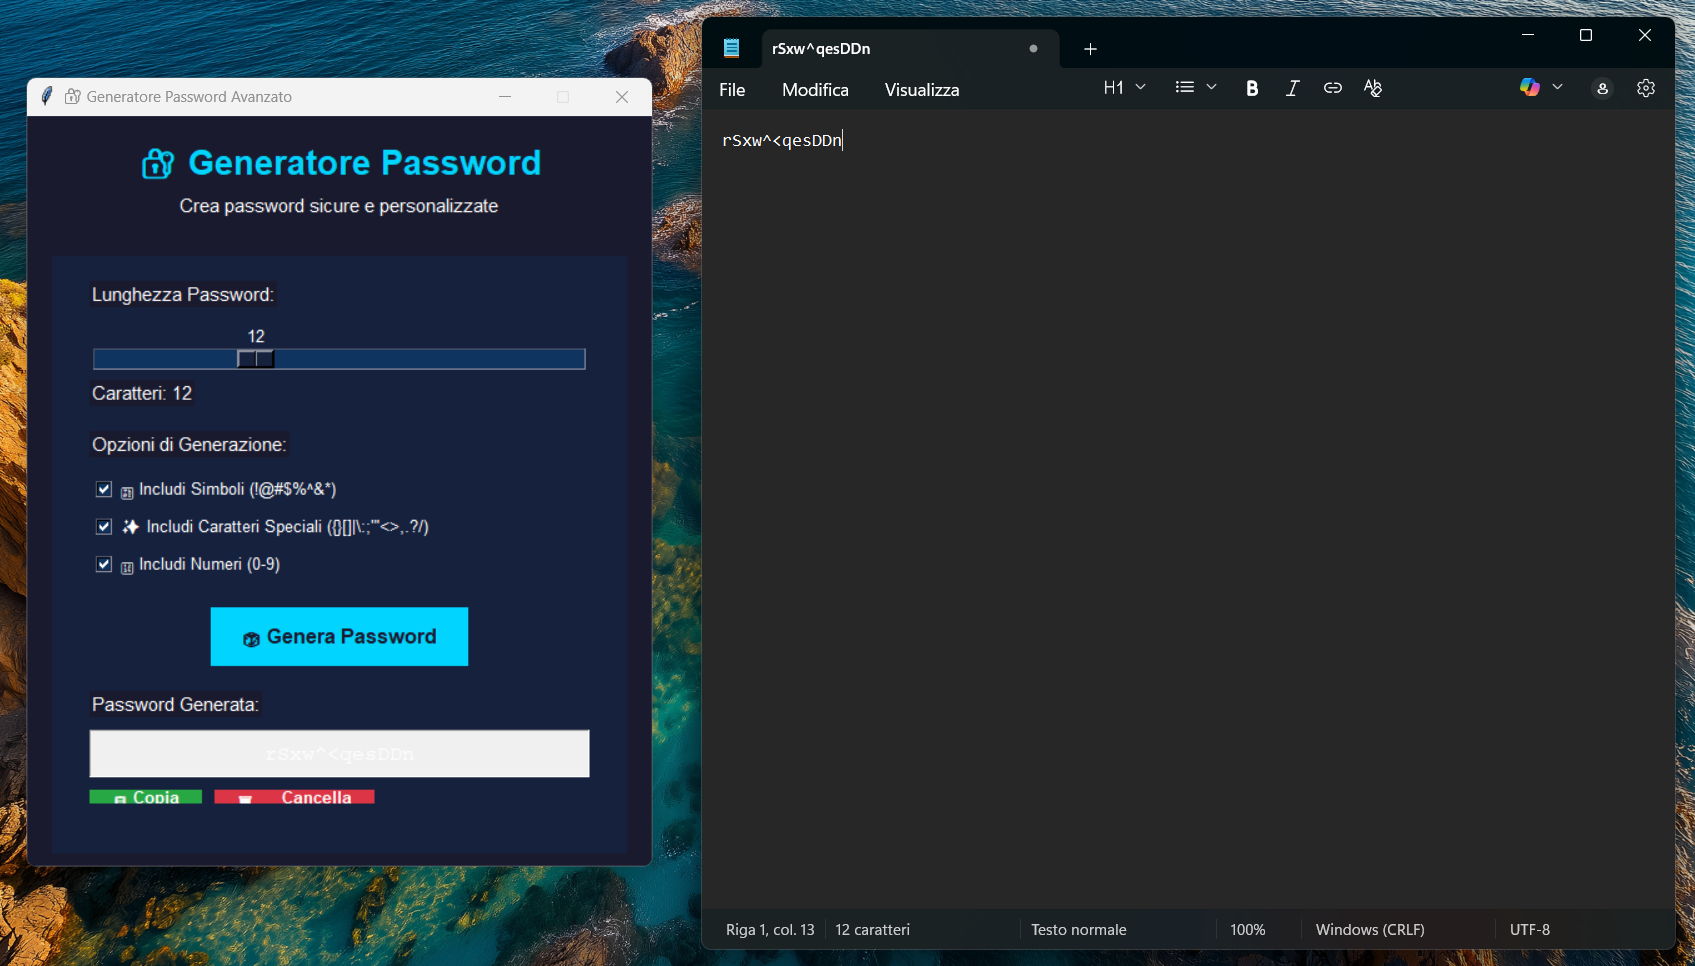 Generatore Password Avanzato
Generatore Password
Crea password sicure e personalizzate
Lunghezza Password:
12
Caratteri: 12
Opzioni di Generazione:
Includi Simboli (!@#$%^&*)
Includi Caratteri Speciali ({}[]|\:;'"<>,.?/)
Includi Numeri (0-9)
Genera Password
Password Generata:
rSxw^<qesDDn
Copia
Cancella
rSxw^qesDDn
File Modifica Visualizza H1
rSxw^<qesDDn
Riga 1, col. 13 12 caratteri Testo normale 100% Windows (CRLF) UTF-8